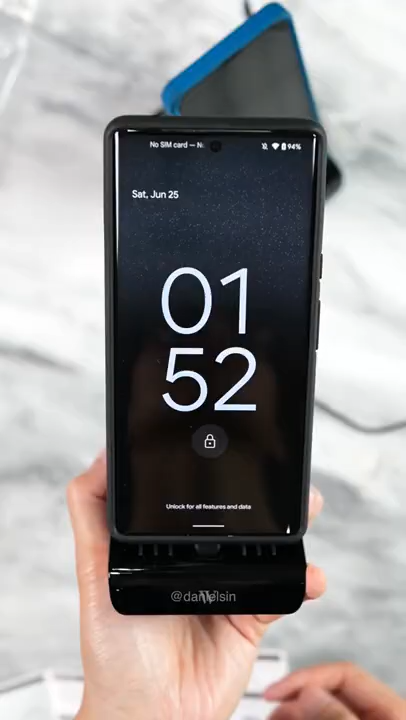 No SIM card — N
94%
Sat, Jun 25
01
52
Unlock for all features and data
@danielsin